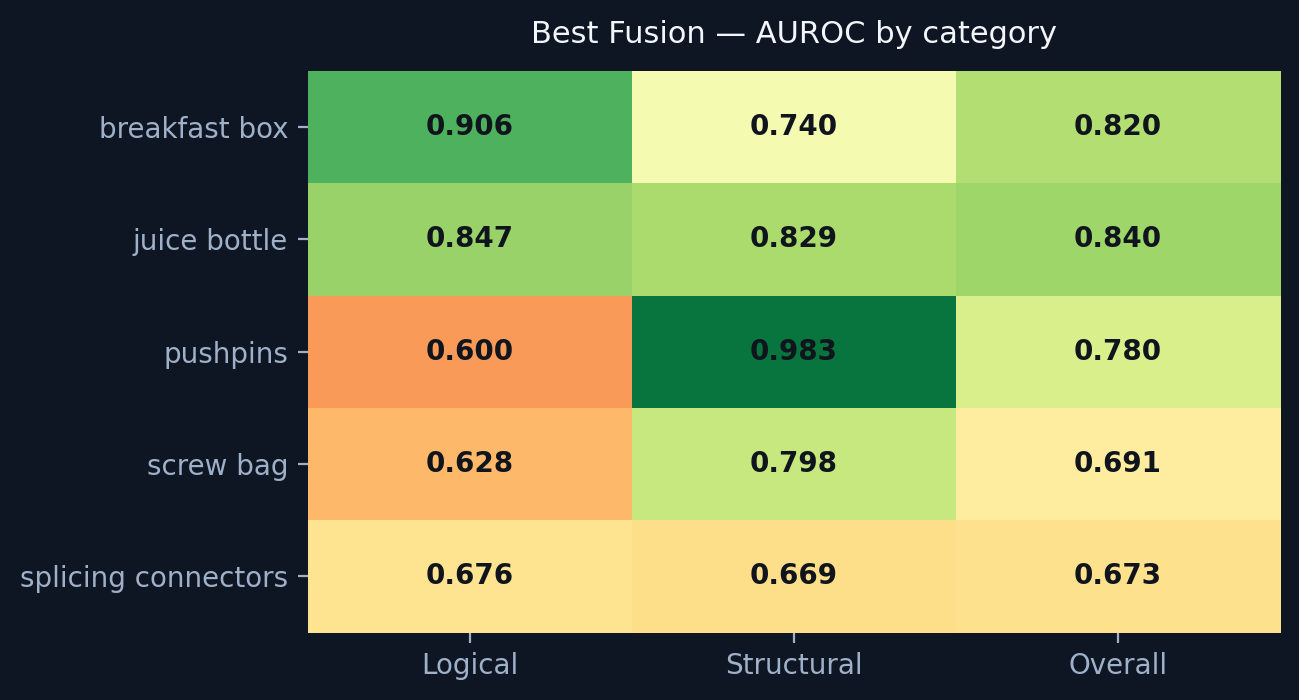 Best Fusion — AUROC by category
breakfast box 0.906 0.740 0.820
juice bottle 0.847 0.829 0.840
pushpins 0.600 0.983 0.780
screw bag 0.628 0.798 0.691
splicing connectors 0.676 0.669 0.673
Logical Structural Overall